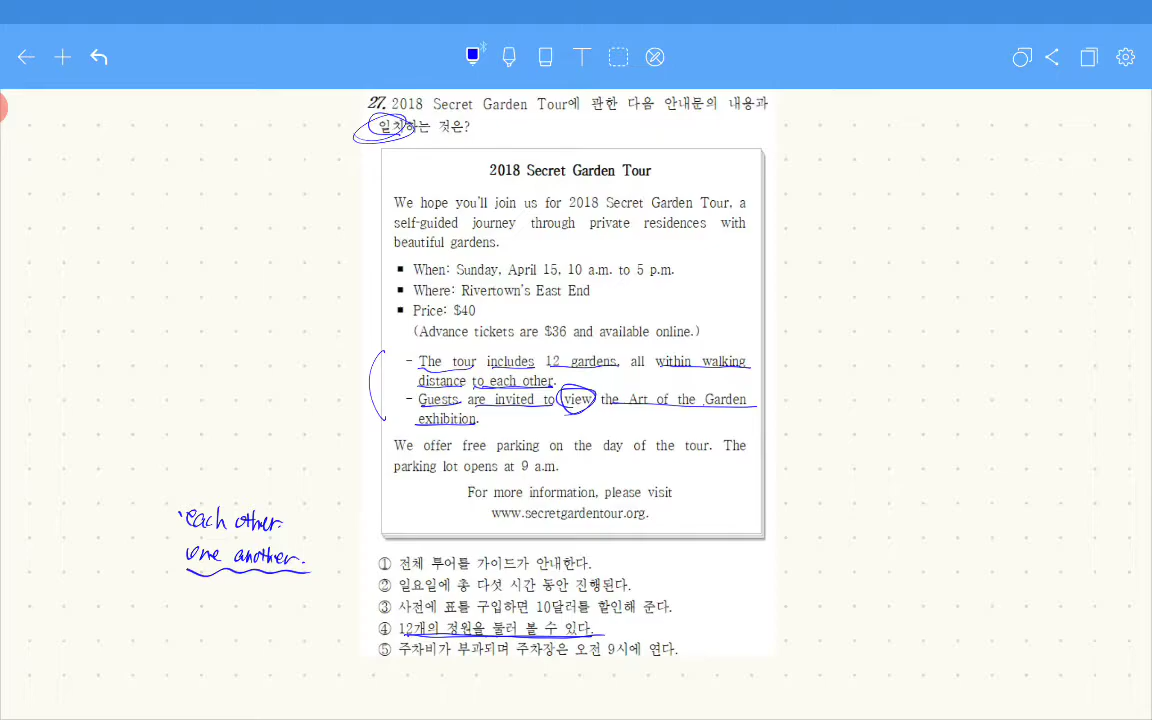 27. 2018 Secret Garden Tour에 관한 다음 안내문의 내용과
일치하는 것은?
2018 Secret Garden Tour
We hope you'll join us for 2018 Secret Garden Tour, a
self-guided journey through private residences with
beautiful gardens.
■ When: Sunday, April 15, 10 a.m. to 5 p.m.
■ Where: Rivertown's East End
■ Price: $40
(Advance tickets are $36 and available online.)
- The tour includes 12 gardens, all within walking
distance to each other.
- Guests are invited to view the Art of the Garden
exhibition.
We offer free parking on the day of the tour. The
parking lot opens at 9 a.m.
For more information, please visit
www.secretgardentour.org.
each other.
one another.
① 전체 투어를 가이드가 안내한다.
② 일요일에 총 다섯 시간 동안 진행된다.
③ 사전에 표를 구입하면 10달러를 할인해 준다.
④ 12개의 정원을 둘러 볼 수 있다.
⑤ 주차비가 부과되며 주차장은 오전 9시에 연다.